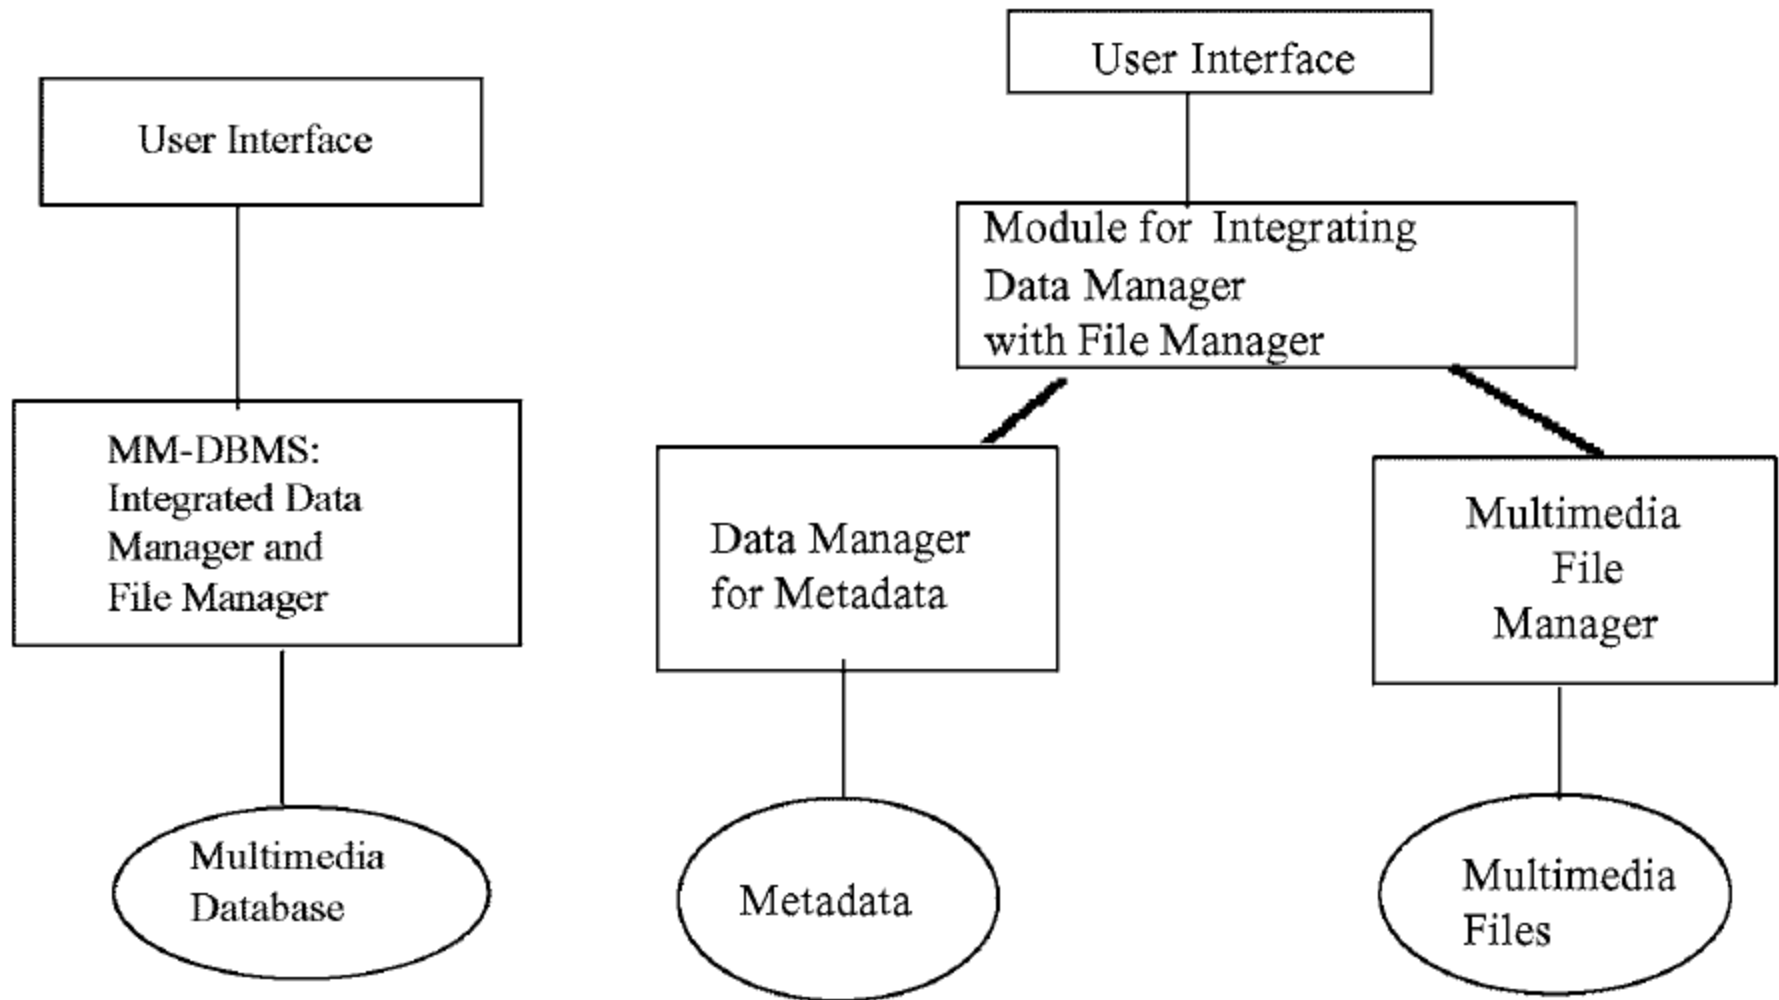 User Interface
MM-DBMS:
Integrated Data
Manager and
File Manager
Multimedia
Database
User Interface
Module for Integrating
Data Manager
with File Manager
Data Manager
for Metadata
Metadata
Multimedia
File
Manager
Multimedia
Files